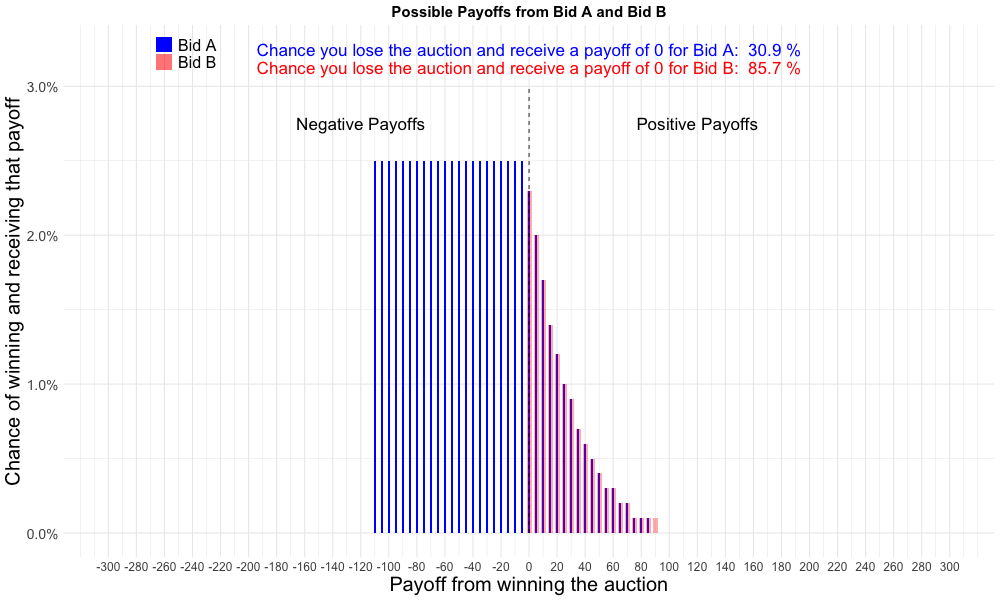 Possible Payoffs from Bid A and Bid B
Bid A
Bid B
Chance you lose the auction and receive a payoff of 0 for Bid A: 30.9 %
Chance you lose the auction and receive a payoff of 0 for Bid B: 85.7 %
Negative Payoffs
Positive Payoffs
Chance of winning and receiving that payoff
3.0%
2.0%
1.0%
0.0%
-300 -280 -260 -240 -220 -200 -180 -160 -140 -120 -100 -80 -60 -40 -20 0 20 40 60 80 100 120 140 160 180 200 220 240 260 280 300
Payoff from winning the auction